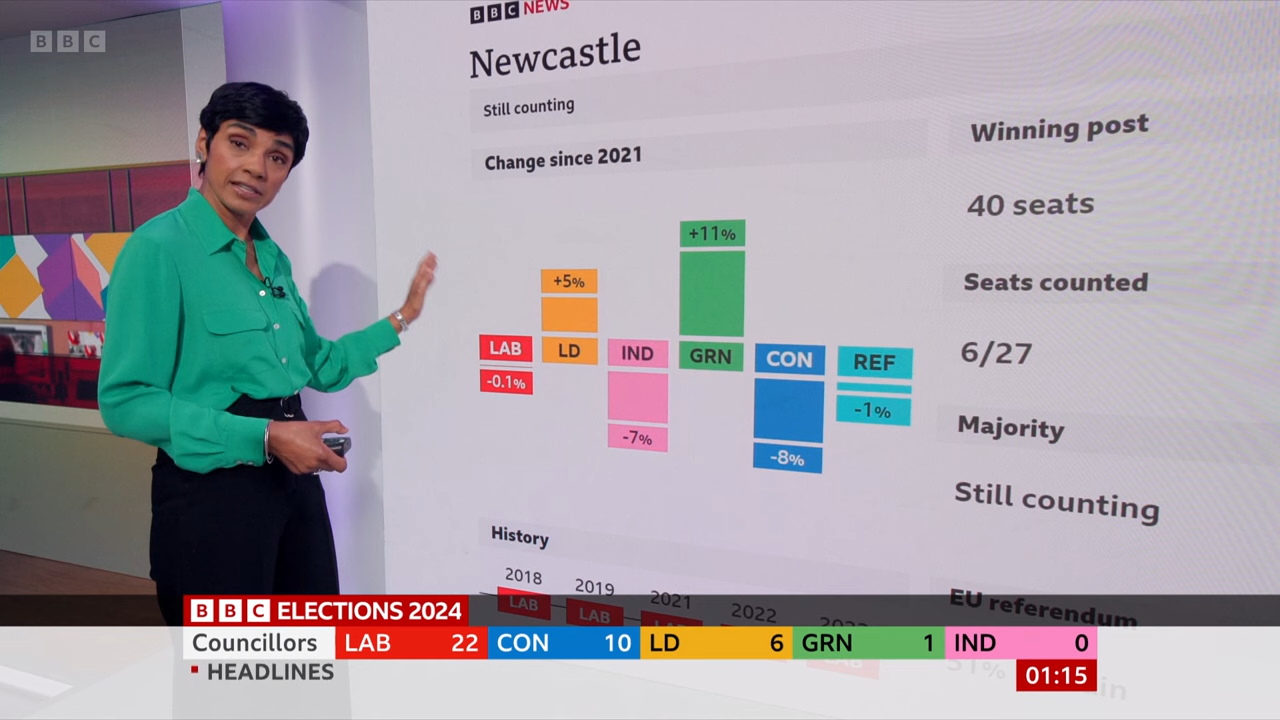 BBC
BBC NEWS
Newcastle
Still counting
Change since 2021
+11%
+5%
LAB
LD
IND
GRN
CON
REF
-0.1%
-7%
-8%
-1%
Winning post
40 seats
Seats counted
6/27
Majority
Still counting
EU referendum
History
2018
2019
2021
2022
LAB
LAB
LAB
BBC ELECTIONS 2024
Councillors LAB 22 CON 10 LD 6 GRN 1 IND 0
HEADLINES
01:15